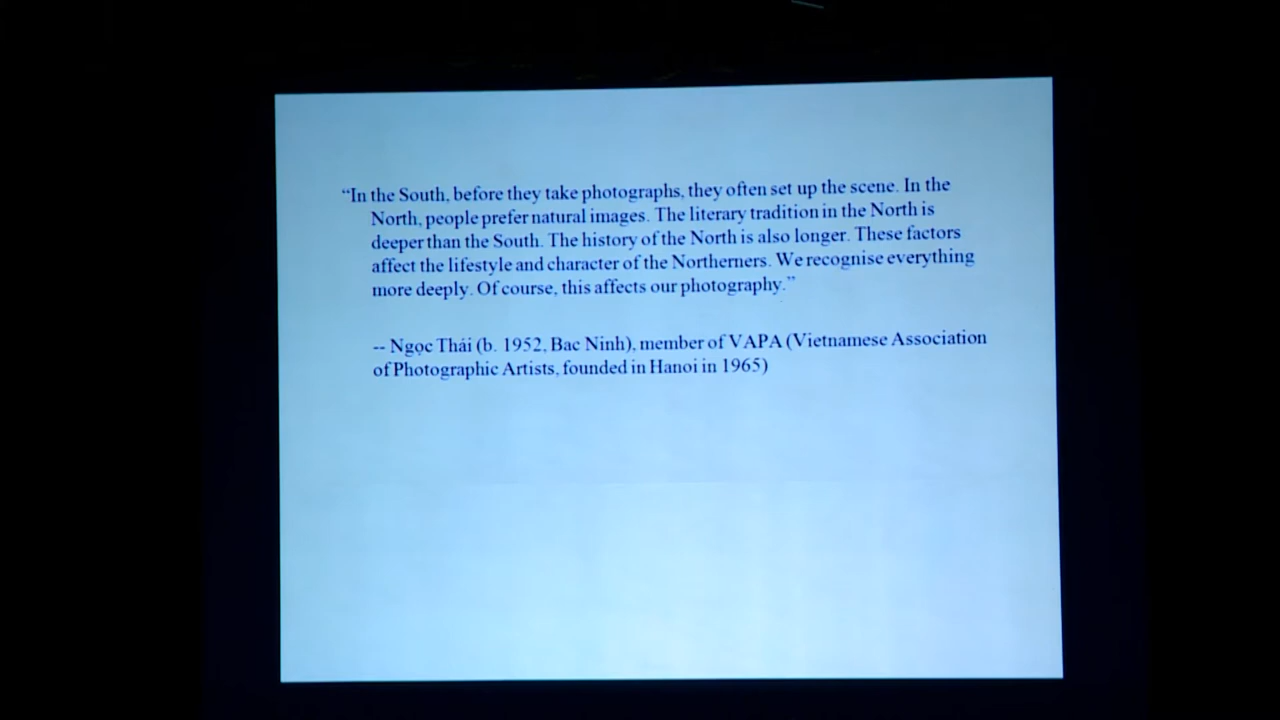 “In the South, before they take photographs, they often set up the scene. In the
North, people prefer natural images. The literary tradition in the North is
deeper than the South. The history of the North is also longer. These factors
affect the lifestyle and character of the Northerners. We recognise everything
more deeply. Of course, this affects our photography.”
-- Ngọc Thái (b. 1952, Bac Ninh), member of VAPA (Vietnamese Association
of Photographic Artists, founded in Hanoi in 1965)